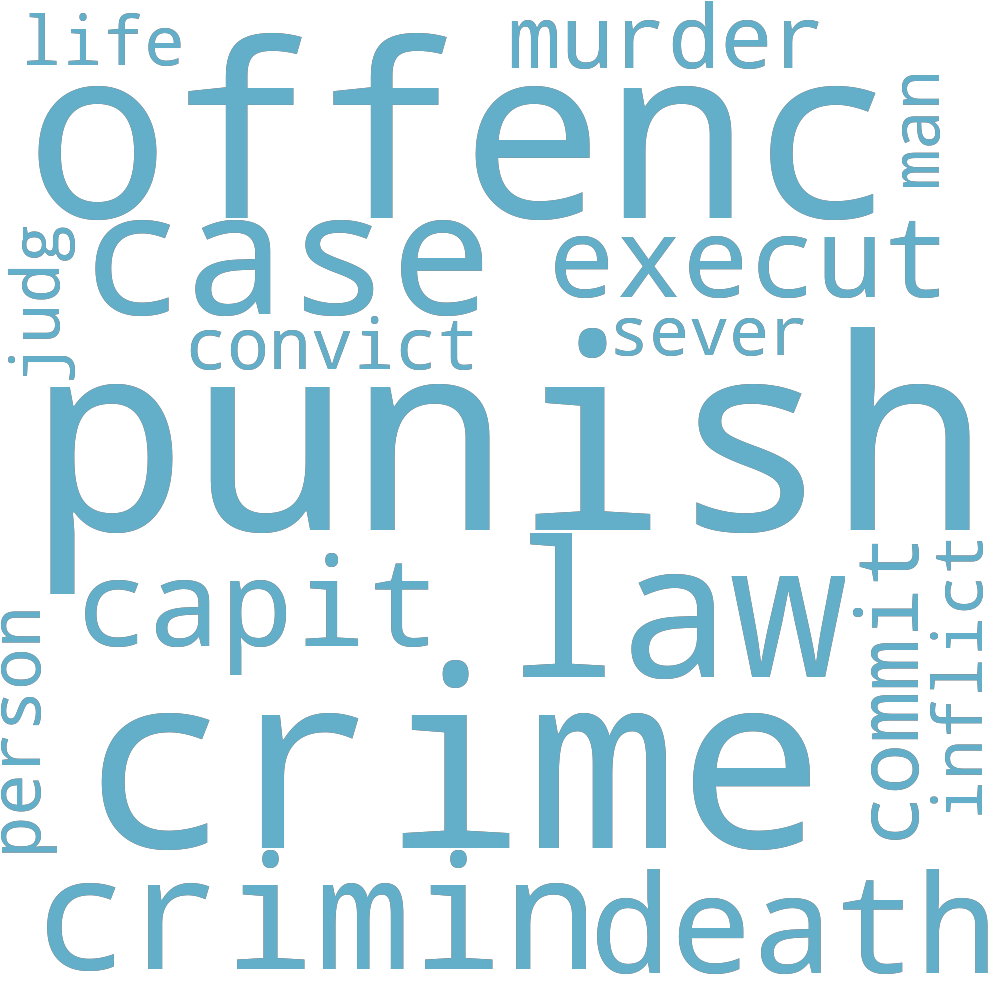 life
murder
offenc
man
judg
case
execut
convict
sever
punish
capit
law
commit
inflict
person
crime
crimin
death